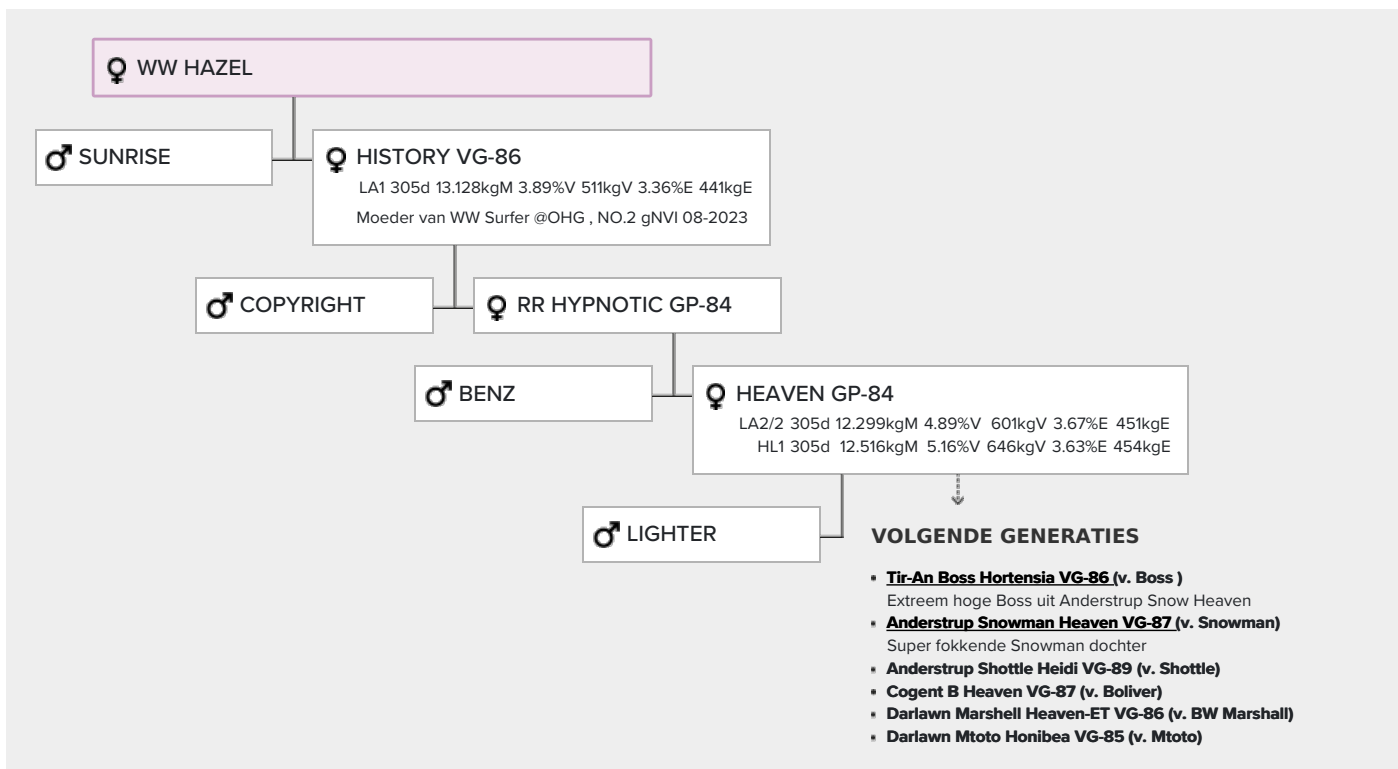 WW HAZEL
SUNRISE
HISTORY VG-86
LA1 305d 13.128kgM 3.89%V 511kgV 3.36%E 441kgE
Moeder van WW Surfer @OHG , NO.2 gNVI 08-2023
COPYRIGHT
RR HYPNOTIC GP-84
BENZ
HEAVEN GP-84
LA2/2 305d 12.299kgM 4.89%V 601kgV 3.67%E 451kgE
HL1 305d 12.516kgM 5.16%V 646kgV 3.63%E 454kgE
LIGHTER
VOLGENDE GENERATIES
Tir-An Boss Hortensia VG-86 (v. Boss )
Extreem hoge Boss uit Anderstrup Snow Heaven
Anderstrup Snowman Heaven VG-87 (v. Snowman)
Super fokkende Snowman dochter
Anderstrup Shottle Heidi VG-89 (v. Shottle)
Cogent B Heaven VG-87 (v. Boliver)
Darlawn Marshell Heaven-ET VG-86 (v. BW Marshall)
Darlawn Mtoto Honibea VG-85 (v. Mtoto)